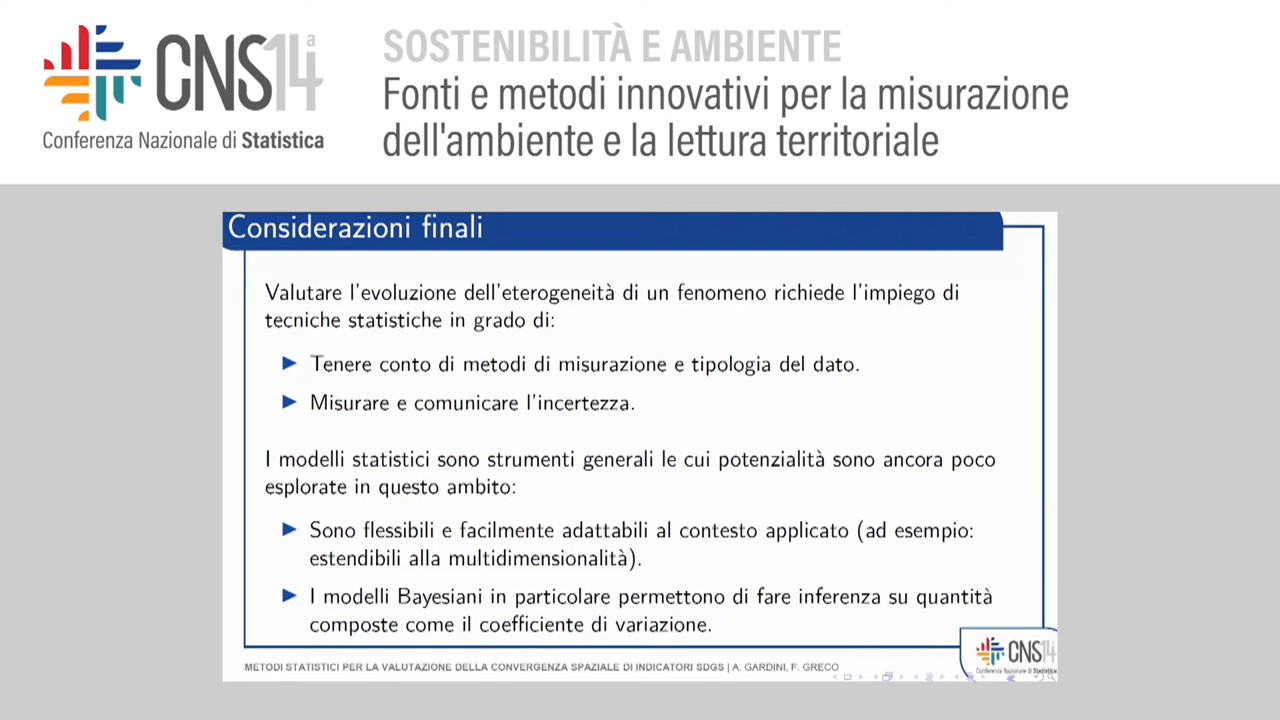 CNS14a
Conferenza Nazionale di Statistica
SOSTENIBILITÀ E AMBIENTE
Fonti e metodi innovativi per la misurazione
dell'ambiente e la lettura territoriale
Considerazioni finali
Valutare l'evoluzione dell'eterogeneità di un fenomeno richiede l'impiego di
tecniche statistiche in grado di:
Tenere conto di metodi di misurazione e tipologia del dato.
Misurare e comunicare l'incertezza.
I modelli statistici sono strumenti generali le cui potenzialità sono ancora poco
esplorate in questo ambito:
Sono flessibili e facilmente adattabili al contesto applicato (ad esempio:
estendibili alla multidimensionalità).
I modelli Bayesiani in particolare permettono di fare inferenza su quantità
composte come il coefficiente di variazione.
METODI STATISTICI PER LA VALUTAZIONE DELLA CONVERGENZA SPAZIALE DI INDICATORI SDGS | A. GARDINI, F. GRECO
CNS14
Conferenza Nazionale di Statistica